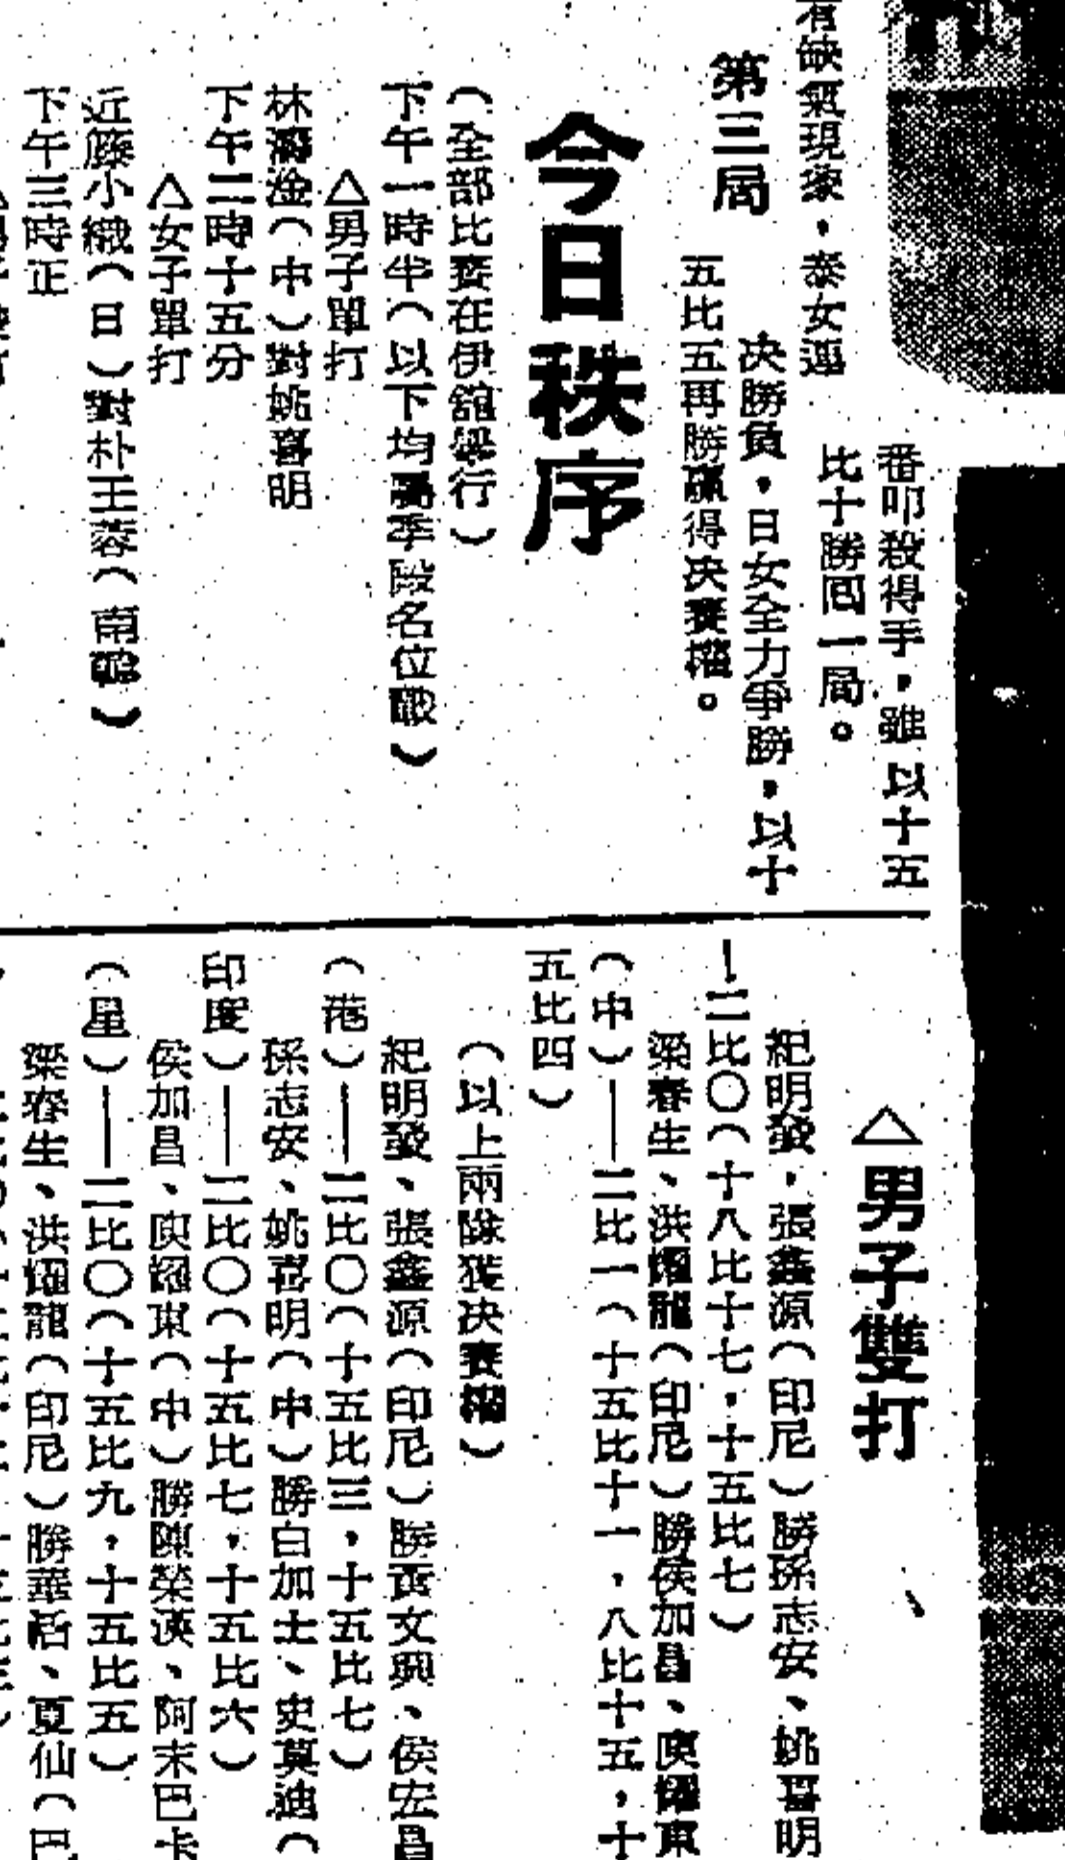 有缺氣現象，泰女運
番叩殺得手，雖以十五
比十勝回一局。
第三局
决勝負，日女全力爭勝，以十
五比五再勝贏得决賽權。
今日秩序
（全部比賽在伊舘舉行）
下午一時半（以下均爲季殿名位戰）
△男子單打
（中）對姚喜明
下午二時十五分
△女子單打
近藤小織（日）對朴王蓉（南韓）
下午三時正
△男子雙打
紀明發，張鑫源（印尼）勝孫志安、姚喜明
—二比〇（十八比十七，十五比七）
梁春生、洪耀龍（印尼）勝侯加昌、庾耀東
（中）——二比一（十五比十一，八比十五，十
五比四）
（以上兩隊獲决賽權）
紀明發、張鑫源（印尼）勝黃文興、侯宏昌
（港）——二比〇（十五比三，十五比七）
孫志安、姚喜明（中）勝白加士、史莫迪（
印度）——二比〇（十五比七，十五比六）
侯加昌、庾耀東（中）勝陳榮漢、阿末巴卡
（星）——二比〇（十五比九，十五比五）
梁春生、洪耀龍（印尼）勝華活、夏仙（巴